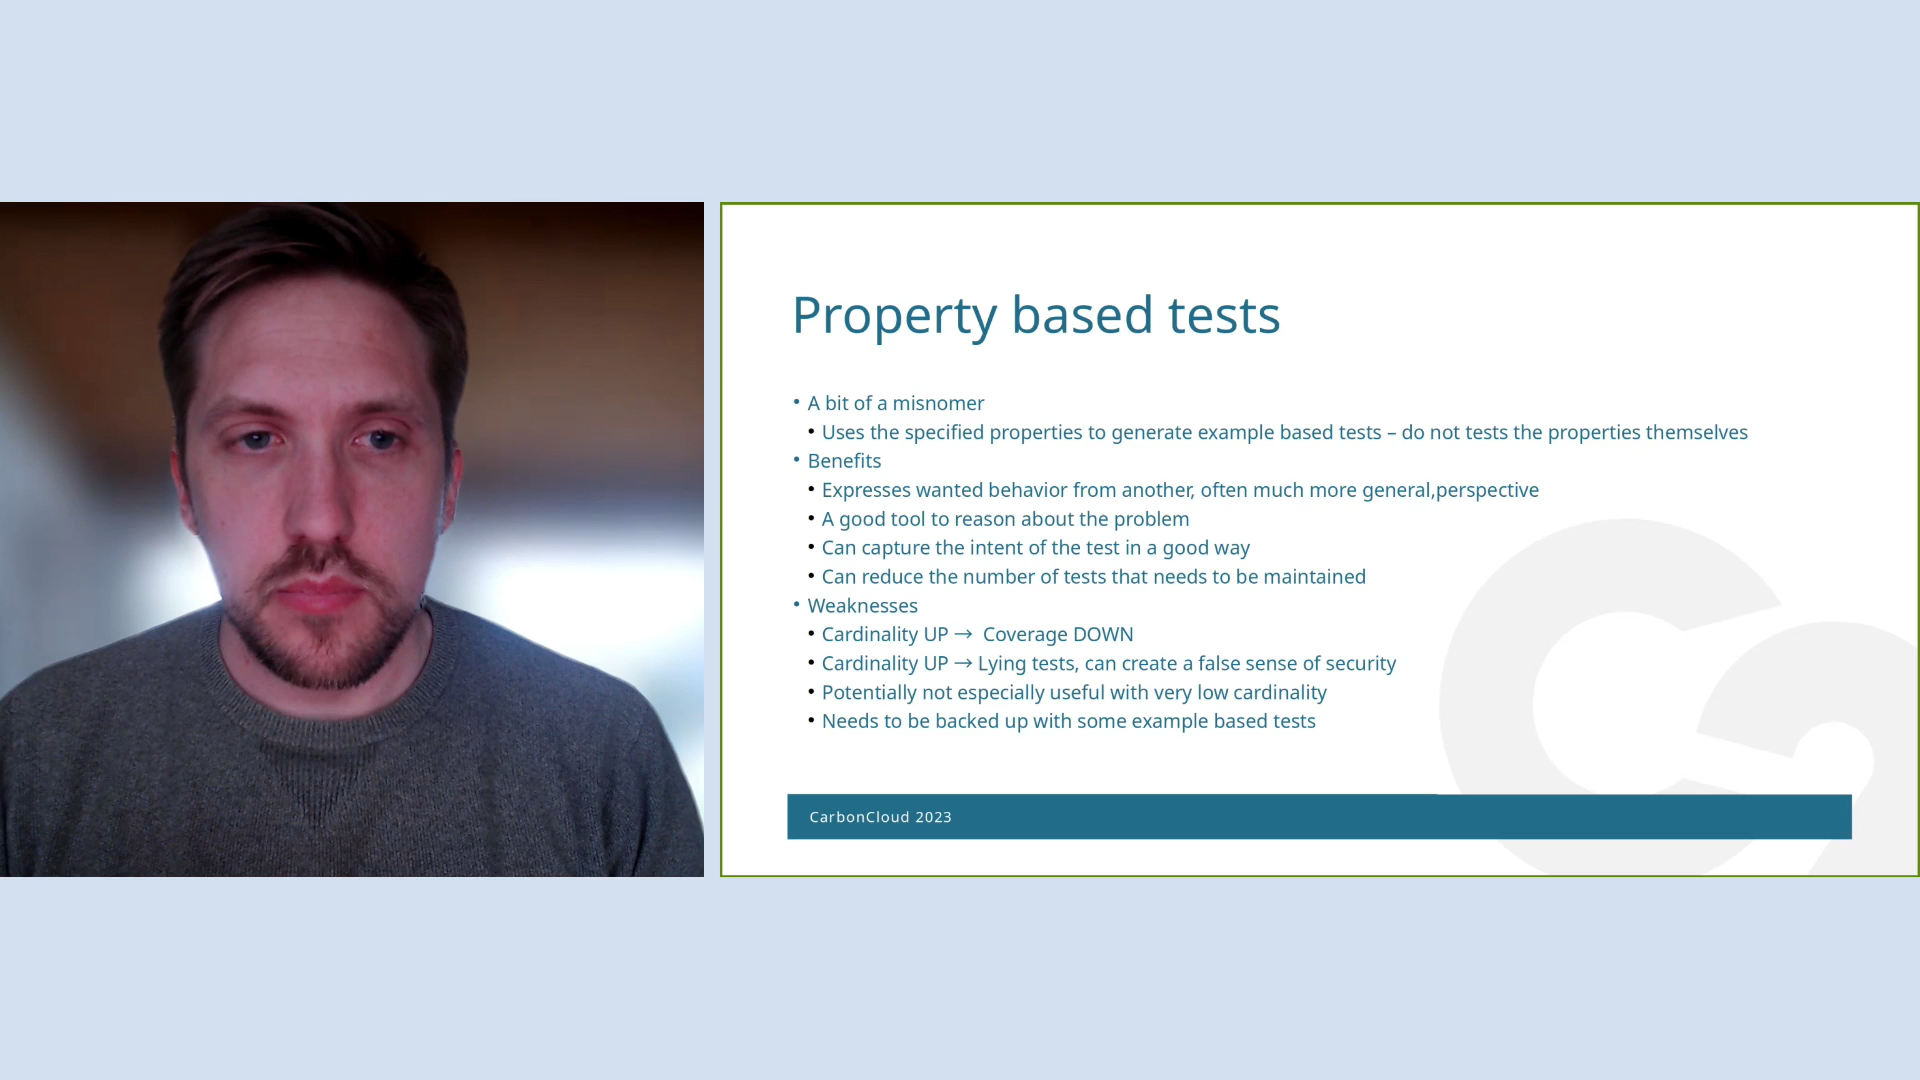 Property based tests
• A bit of a misnomer
• Uses the specified properties to generate example based tests – do not tests the properties themselves
• Benefits
• Expresses wanted behavior from another, often much more general,perspective
• A good tool to reason about the problem
• Can capture the intent of the test in a good way
• Can reduce the number of tests that needs to be maintained
• Weaknesses
• Cardinality UP → Coverage DOWN
• Cardinality UP → Lying tests, can create a false sense of security
• Potentially not especially useful with very low cardinality
• Needs to be backed up with some example based tests
CarbonCloud 2023